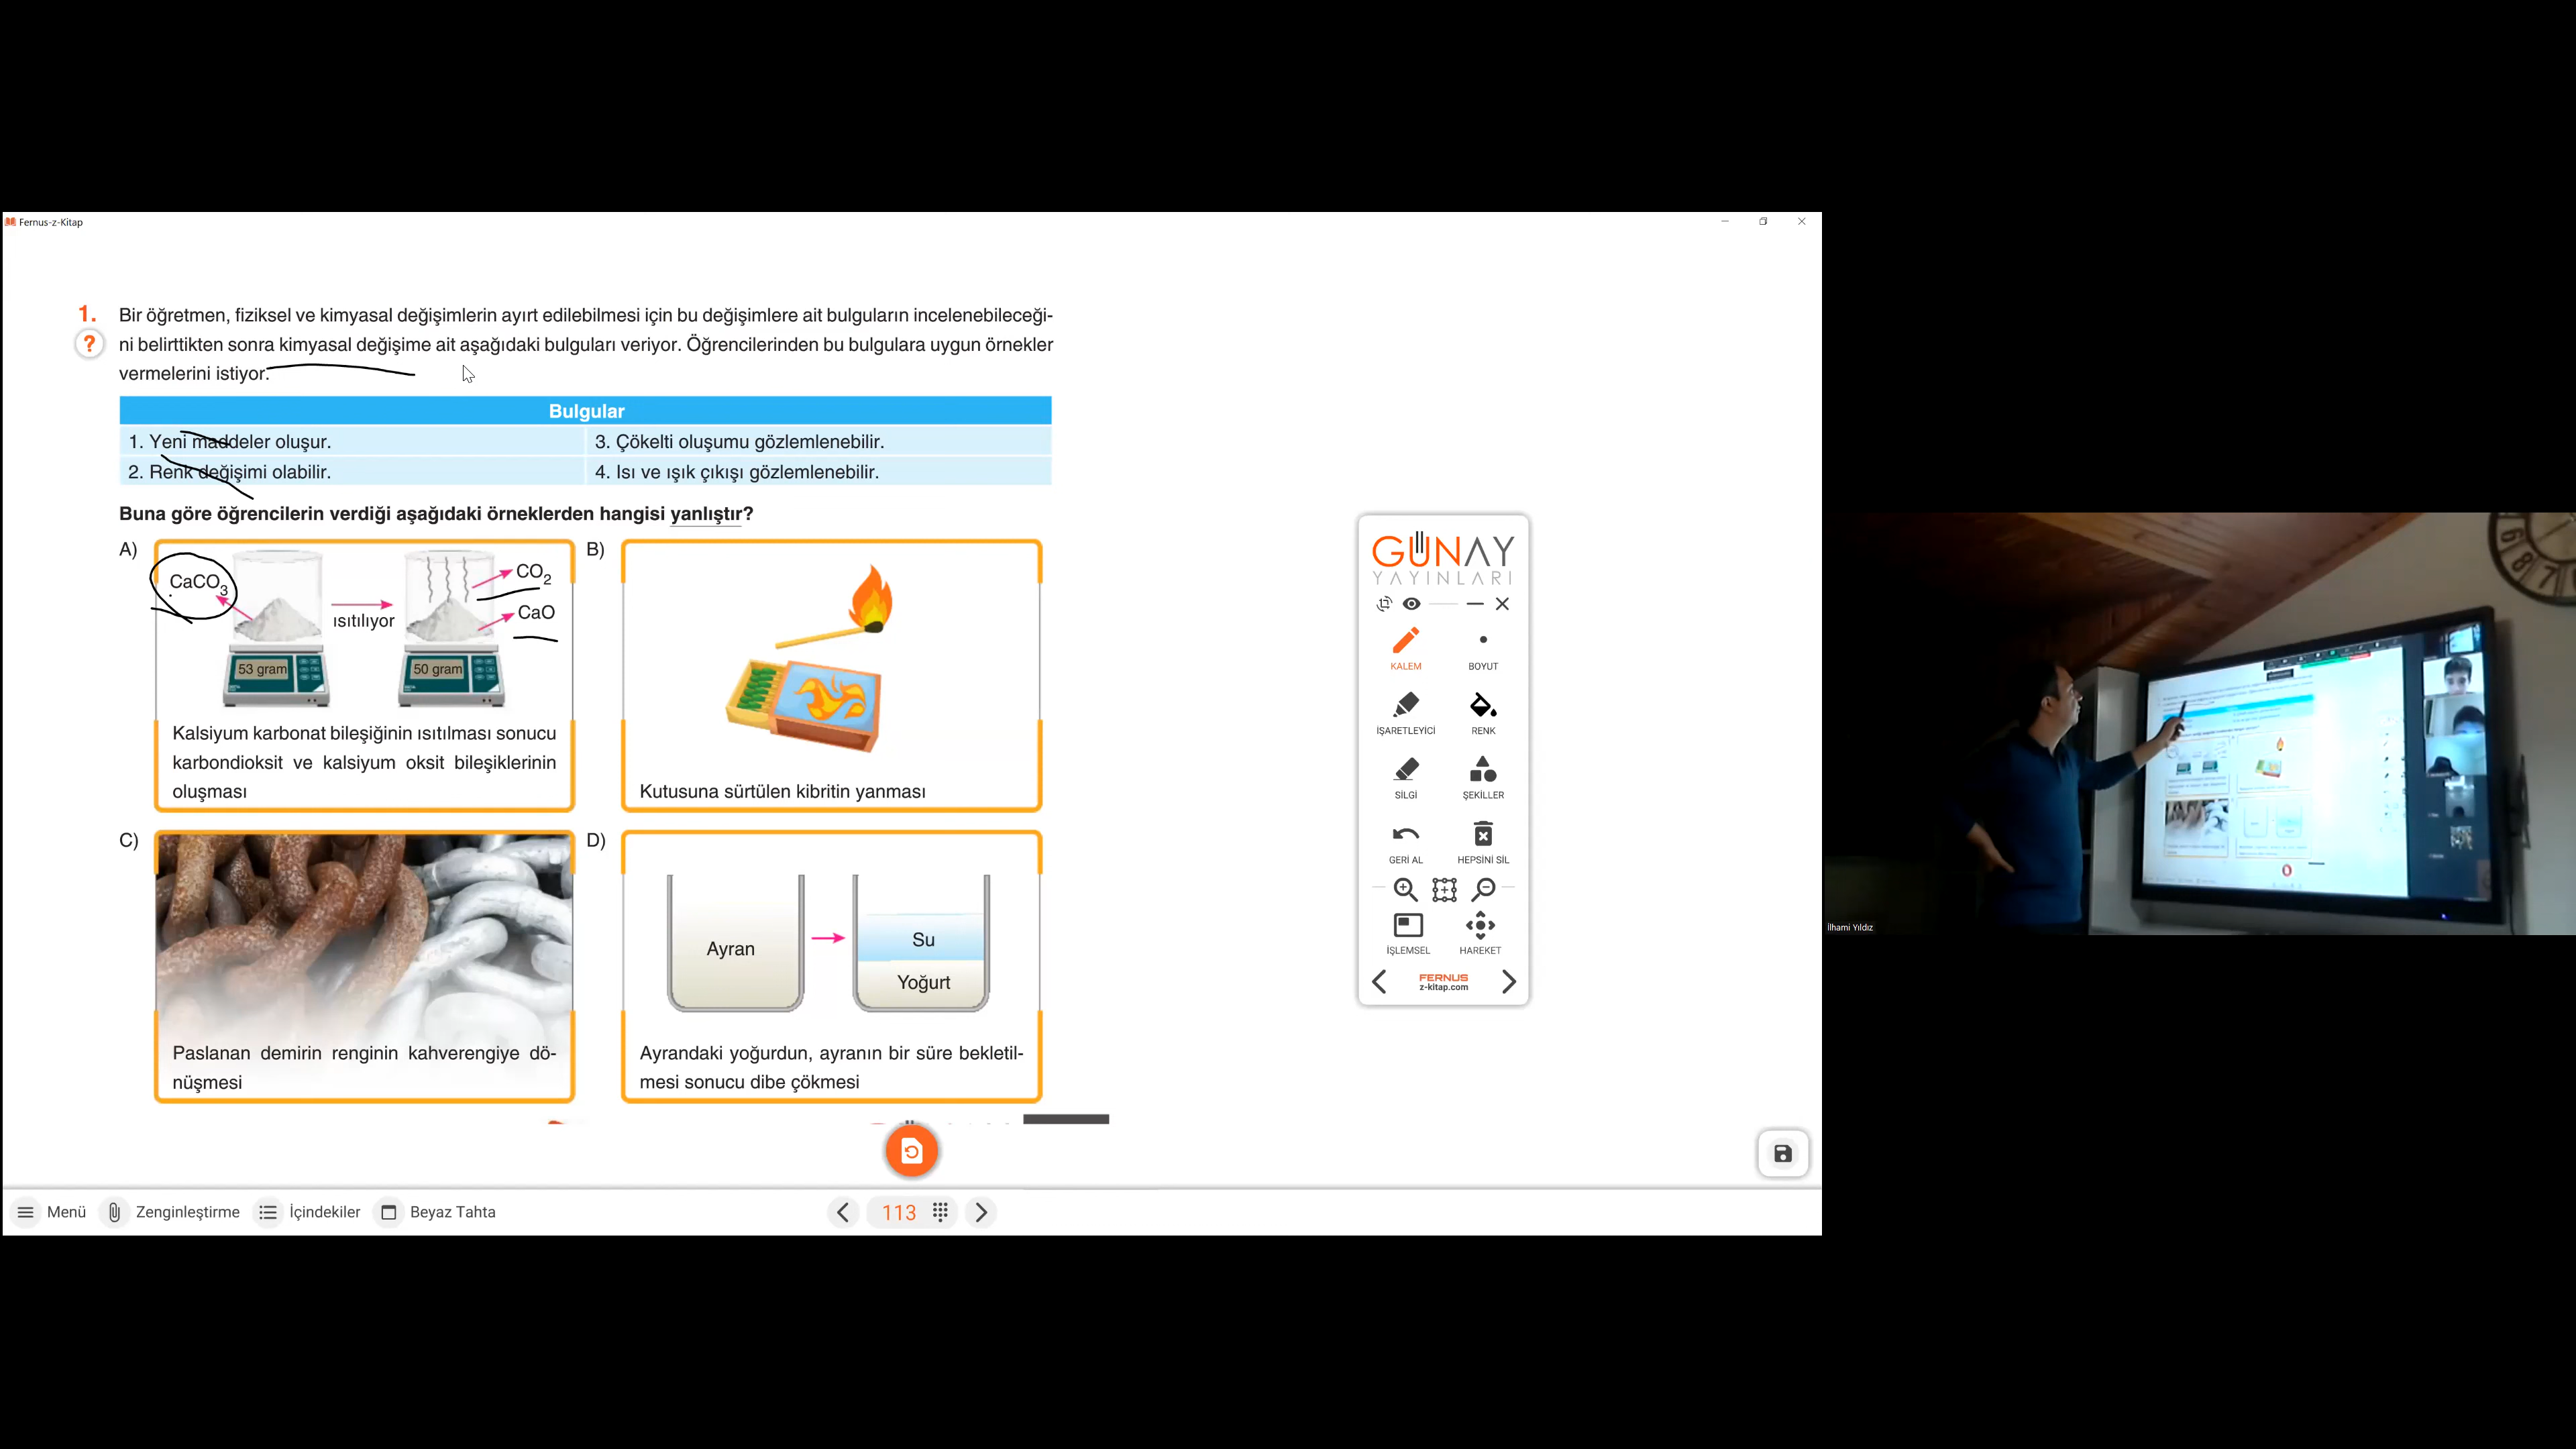 Fernus-z-Kitap
1. Bir öğretmen, fiziksel ve kimyasal değişimlerin ayırt edilebilmesi için bu değişimlere ait bulguların incelenebileceği-
? ni belirttikten sonra kimyasal değişime ait aşağıdaki bulguları veriyor. Öğrencilerinden bu bulgulara uygun örnekler
vermelerini istiyor.
Bulgular
1. Yeni maddeler oluşur.
3. Çökelti oluşumu gözlemlenebilir.
2. Renk değişimi olabilir.
4. Isı ve ışık çıkışı gözlemlenebilir.
Buna göre öğrencilerin verdiği aşağıdaki örneklerden hangisi yanlıştır?
A)
CaCO3
ısıtılıyor
CO2
CaO
53 gram
50 gram
Kalsiyum karbonat bileşiğinin ısıtılması sonucu
karbondioksit ve kalsiyum oksit bileşiklerinin
oluşması
B)
Kutusuna sürtülen kibritin yanması
C)
Paslanan demirin renginin kahverengiye dö-
nüşmesi
D)
Ayran
Su
Yoğurt
Ayrandaki yoğurdun, ayranın bir süre bekletil-
mesi sonucu dibe çökmesi
GÜNAY
YAYINLARI
KALEM
BOYUT
İŞARETLEYİCİ
RENK
SİLGİ
ŞEKİLLER
GERİ AL
HEPSİNİ SİL
İŞLEMSEL
HAREKET
FERNUS
z-kitap.com
Menü
Zenginleştirme
İçindekiler
Beyaz Tahta
113
İlhami Yıldız